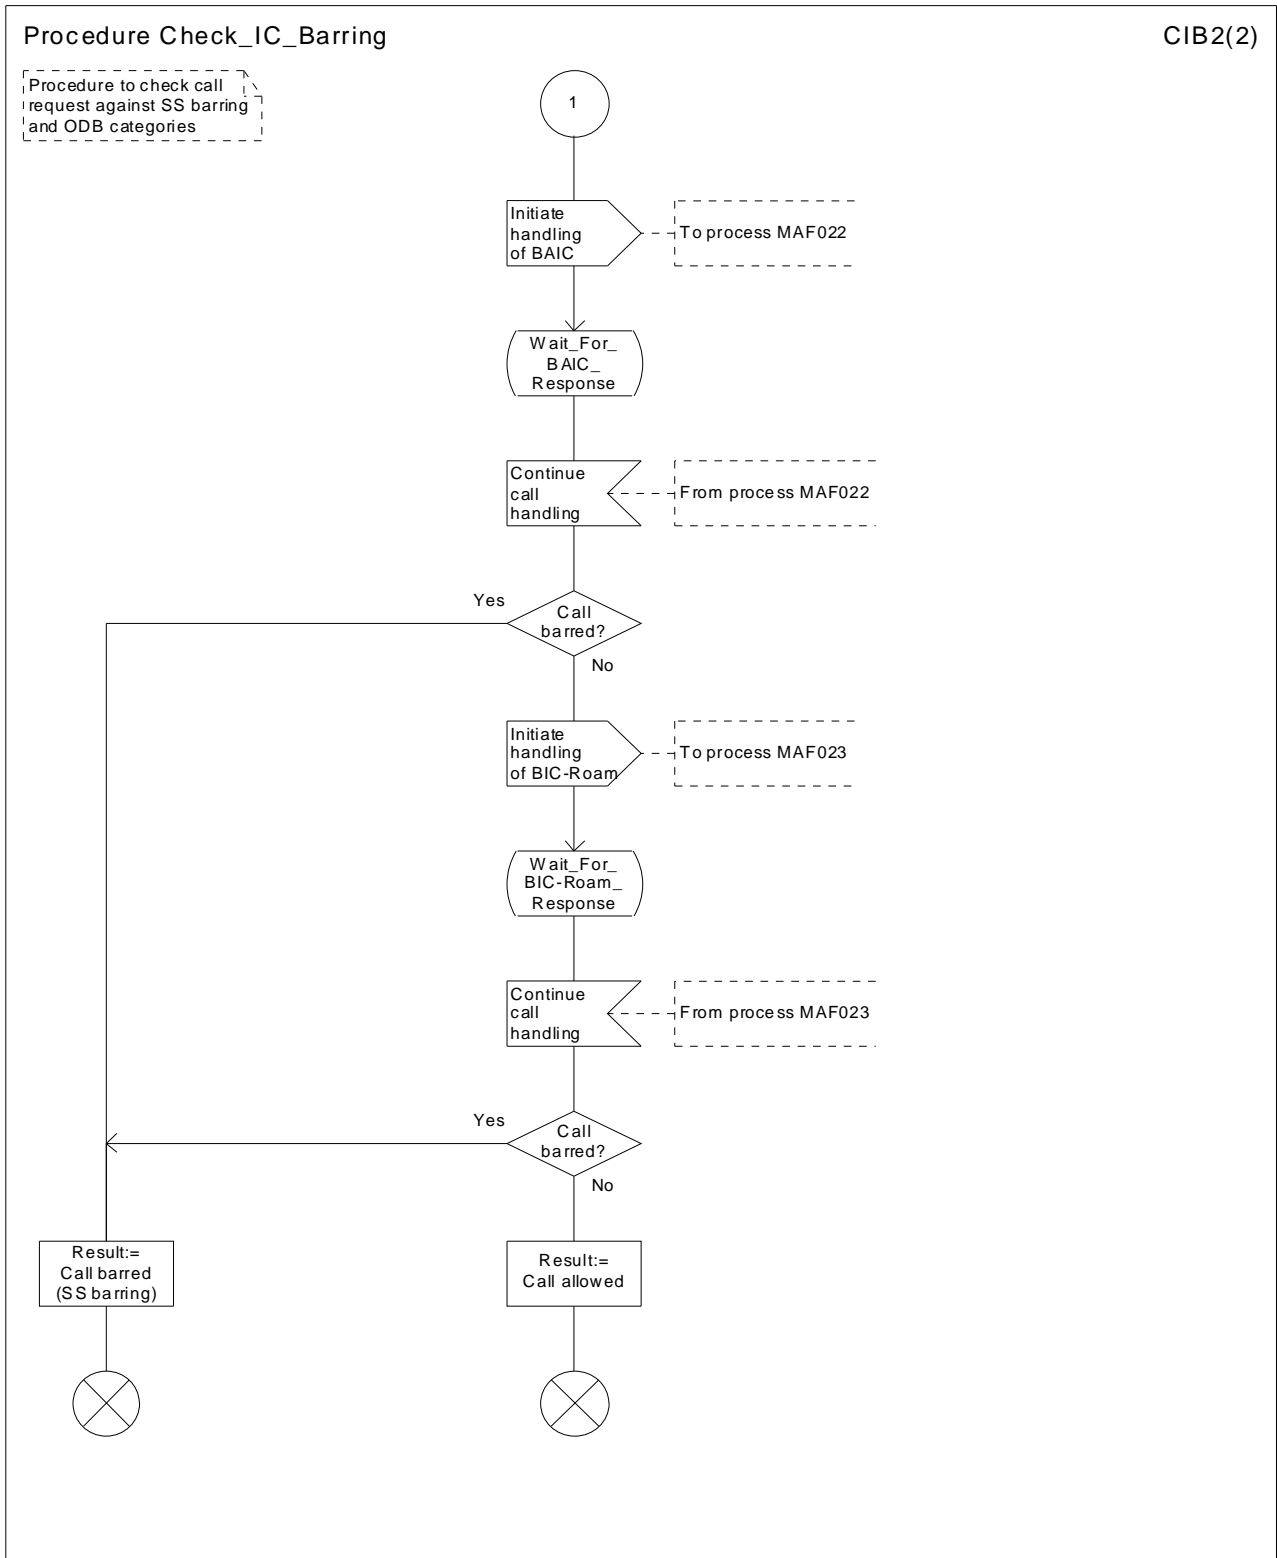 Procedure Check_IC_Barring
CIB2(2)
Procedure to check call
request against SS barring
and ODB categories
1
Initiate
handling
of BAIC
To process MAF022
Wait_For_
BAIC_
Response
Continue
call
handling
From process MAF022
Yes
Call
barred?
No
Initiate
handling
of BIC-Roam
To process MAF023
Wait_For_
BIC-Roam_
Response
Continue
call
handling
From process MAF023
Yes
Call
barred?
No
Result:=
Call barred
(SS barring)
Result:=
Call allowed